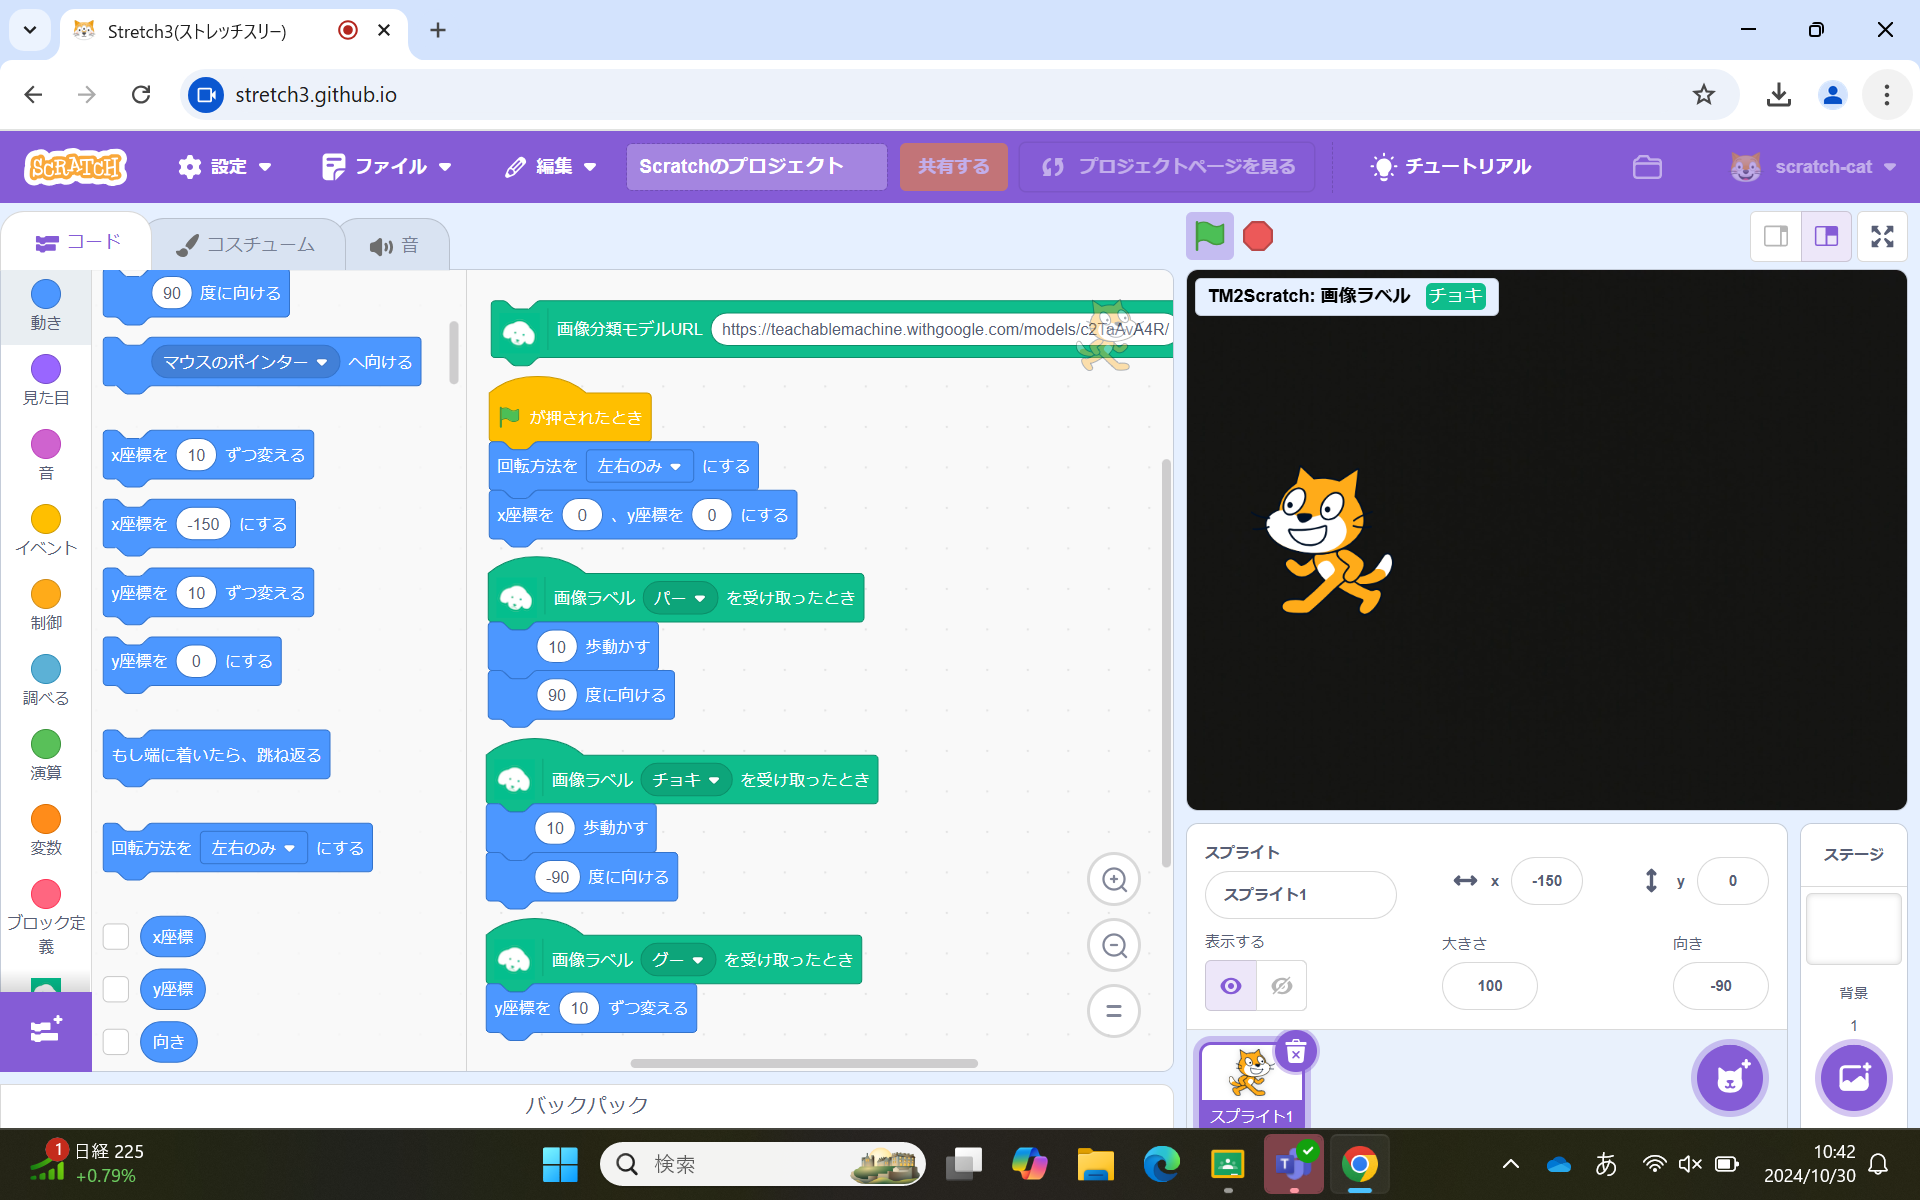 Stretch3(ストレッチスリー)
stretch3.github.io
SCRATCH
設定
ファイル
編集
Scratchのプロジェクト
共有する
プロジェクトページを見る
チュートリアル
scratch-cat
コード
コスチューム
音
動き
見た目
音
イベント
制御
調べる
演算
変数
ブロック定義
90 度に向ける
マウスのポインター へ向ける
x座標を 10 ずつ変える
x座標を -150 にする
y座標を 10 ずつ変える
y座標を 0 にする
もし端に着いたら、跳ね返る
回転方法を 左右のみ にする
x座標
y座標
向き
画像分類モデルURL https://teachablemachine.withgoogle.com/models/c2TaAvA4R/
が押されたとき
回転方法を 左右のみ にする
x座標を 0 、y座標を 0 にする
画像ラベル パー を受け取ったとき
10 歩動かす
90 度に向ける
画像ラベル チョキ を受け取ったとき
10 歩動かす
-90 度に向ける
画像ラベル グー を受け取ったとき
y座標を 10 ずつ変える
バックパック
TM2Scratch: 画像ラベル チョキ
スプライト
スプライト1
x -150
y 0
表示する
大きさ
100
向き
-90
スプライト1
ステージ
背景
1
1
日経 225
+0.79%
検索
あ
10:42
2024/10/30